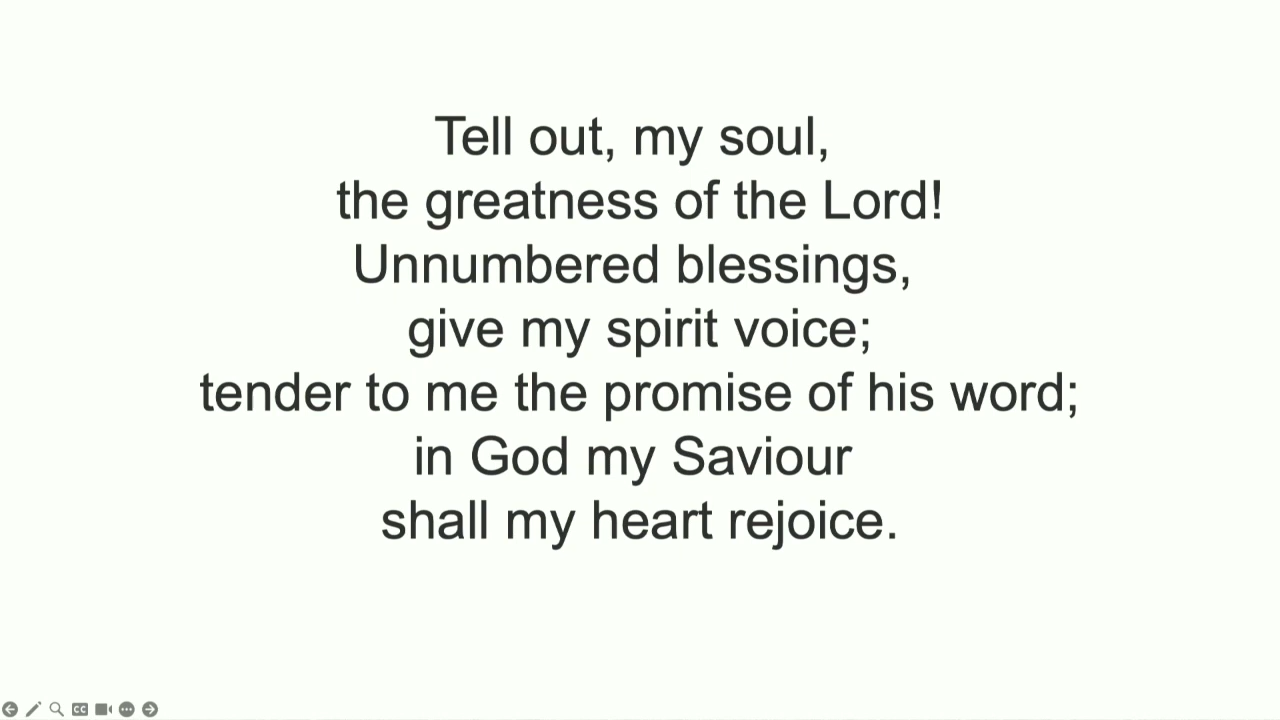 Tell out, my soul,
the greatness of the Lord!
Unnumbered blessings,
give my spirit voice;
tender to me the promise of his word;
in God my Saviour
shall my heart rejoice.
CC